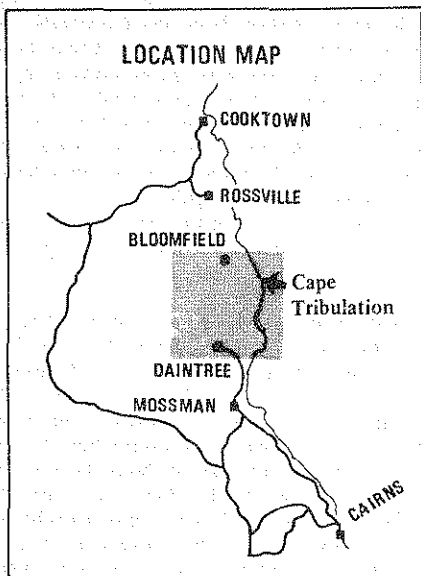 LOCATION MAP
COOKTOWN
ROSSVILLE
BLOOMFIELD
Cape
Tribulation
DAINTREE
MOSSMAN
CAIRNS